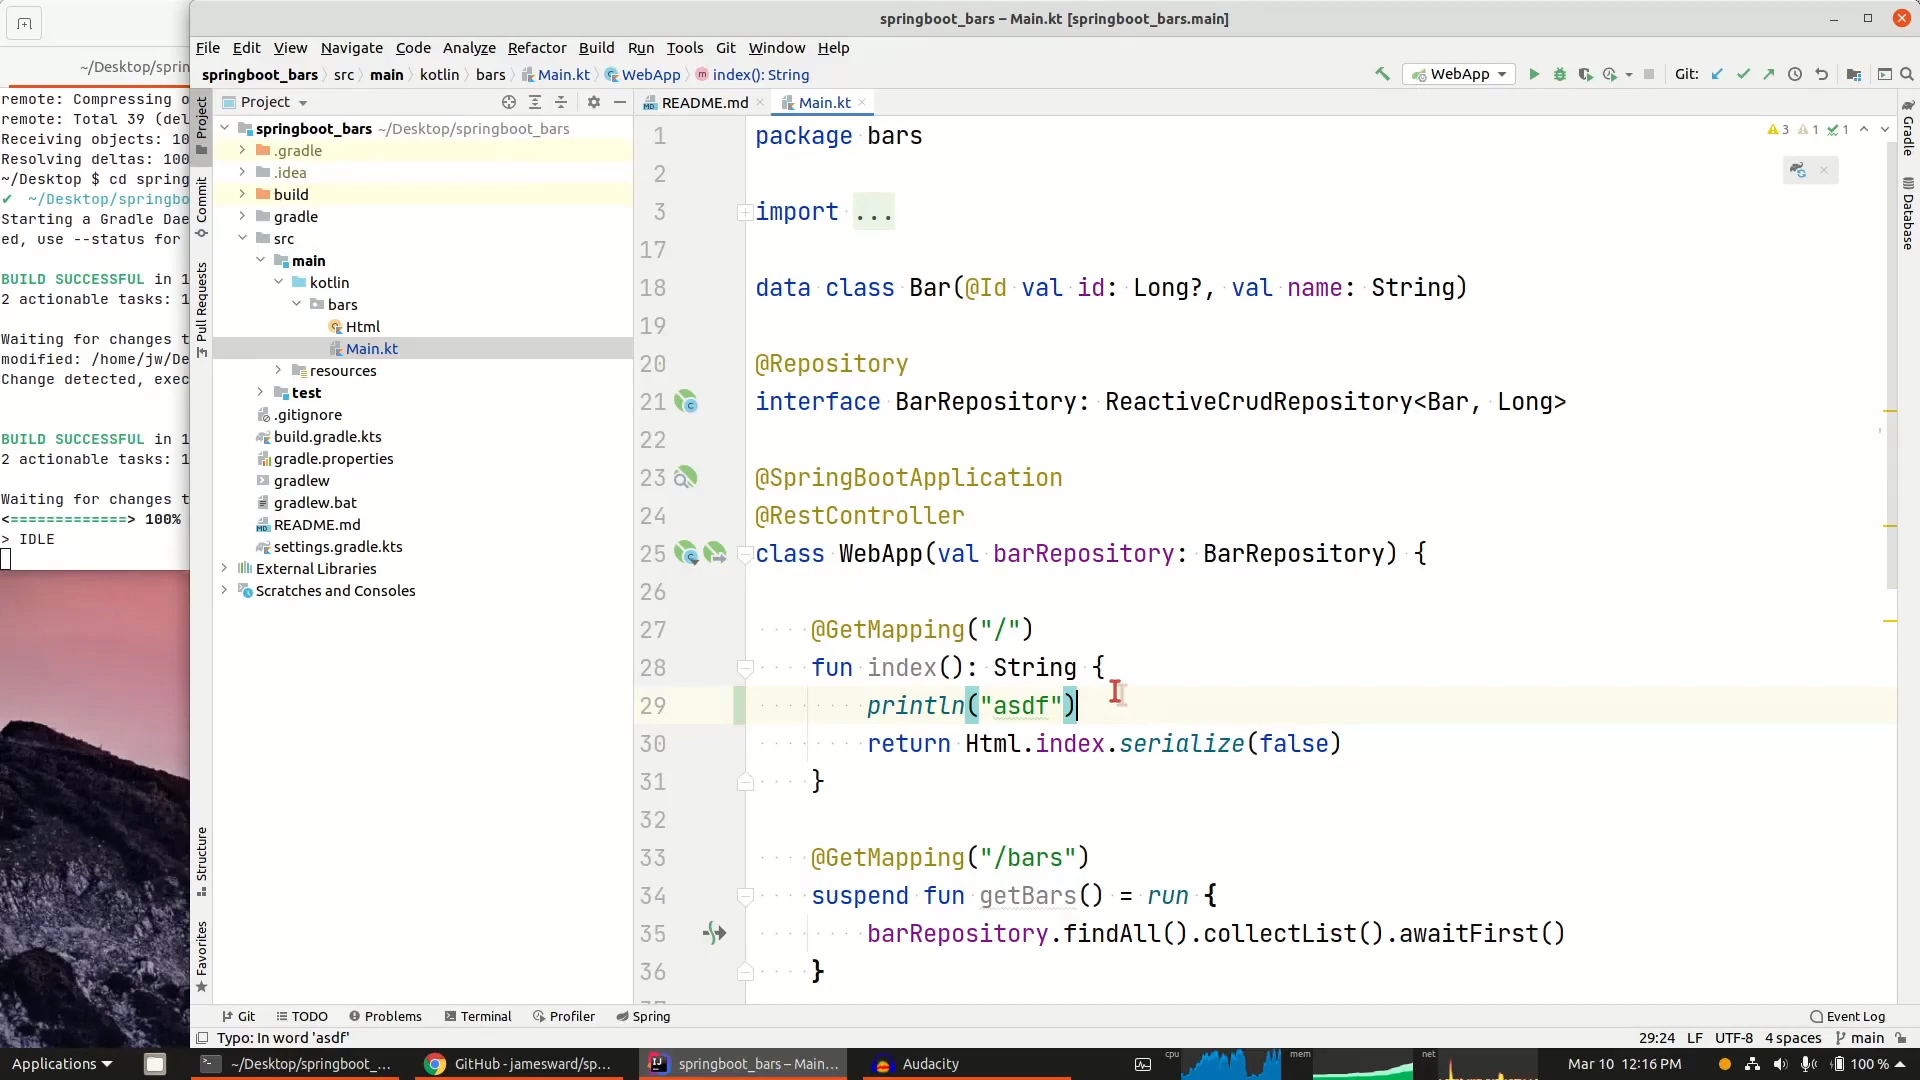 springboot_bars – Main.kt [springboot_bars.main]
File Edit View Navigate Code Analyze Refactor Build Run Tools Git Window Help
springboot_bars src main kotlin bars Main.kt WebApp index(): String
WebApp Git:
~/Desktop/sprin
remote: Compressing o
remote: Total 39 (del
Receiving objects: 10
Resolving deltas: 100
~/Desktop $ cd spring
✔ ~/Desktop/springbo
Starting a Gradle Dae
ed, use --status for
BUILD SUCCESSFUL in 1
2 actionable tasks: 1
Waiting for changes t
modified: /home/jw/De
Change detected, exec
BUILD SUCCESSFUL in 1
2 actionable tasks: 1
Waiting for changes t
<=============> 100%
> IDLE
Project
Commit
Pull Requests
Structure
Favorites
Project
springboot_bars ~/Desktop/springboot_bars
.gradle
.idea
build
gradle
src
main
kotlin
bars
Html
Main.kt
resources
test
.gitignore
build.gradle.kts
gradle.properties
gradlew
gradlew.bat
README.md
settings.gradle.kts
External Libraries
Scratches and Consoles
README.md Main.kt
3 1 1
1 package bars
2
3 import ...
17
18 data class Bar(@Id val id: Long?, val name: String)
19
20 @Repository
21 interface BarRepository: ReactiveCrudRepository<Bar, Long>
22
23 @SpringBootApplication
24 @RestController
25 class WebApp(val barRepository: BarRepository) {
26
27 @GetMapping("/")
28 fun index(): String {
29 println("asdf")
30 return Html.index.serialize(false)
31 }
32
33 @GetMapping("/bars")
34 suspend fun getBars() = run {
35 barRepository.findAll().collectList().awaitFirst()
36 }
Gradle
Database
Git TODO Problems Terminal Profiler Spring Event Log
Typo: In word 'asdf' 29:24 LF UTF-8 4 spaces main
Applications ~/Desktop/springboot_... GitHub - jamesward/sp... springboot_bars – Main... Audacity cpu mem net Mar 10 12:16 PM 100 %